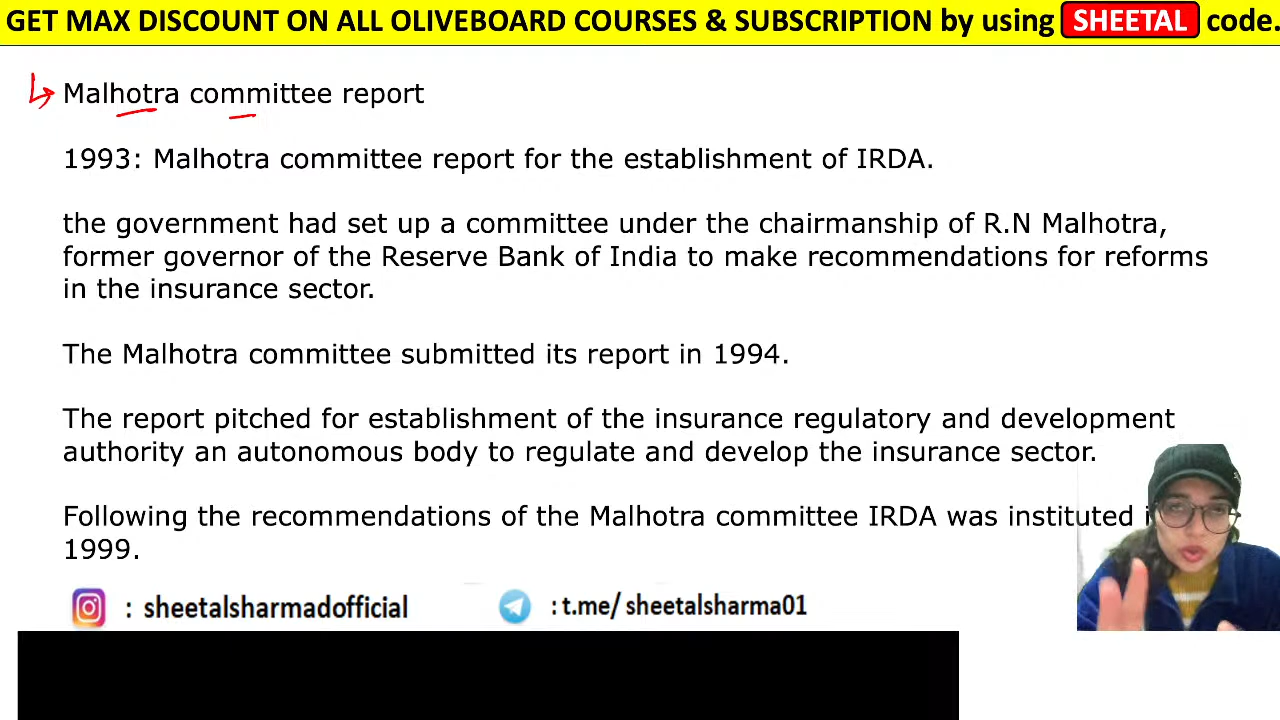 GET MAX DISCOUNT ON ALL OLIVEBOARD COURSES & SUBSCRIPTION by using SHEETAL code.
Malhotra committee report
1993: Malhotra committee report for the establishment of IRDA.
the government had set up a committee under the chairmanship of R.N Malhotra,
former governor of the Reserve Bank of India to make recommendations for reforms
in the insurance sector.
The Malhotra committee submitted its report in 1994.
The report pitched for establishment of the insurance regulatory and development
authority an autonomous body to regulate and develop the insurance sector.
Following the recommendations of the Malhotra committee IRDA was instituted
1999.
: sheetalsharmadofficial : t.me/ sheetalsharma01